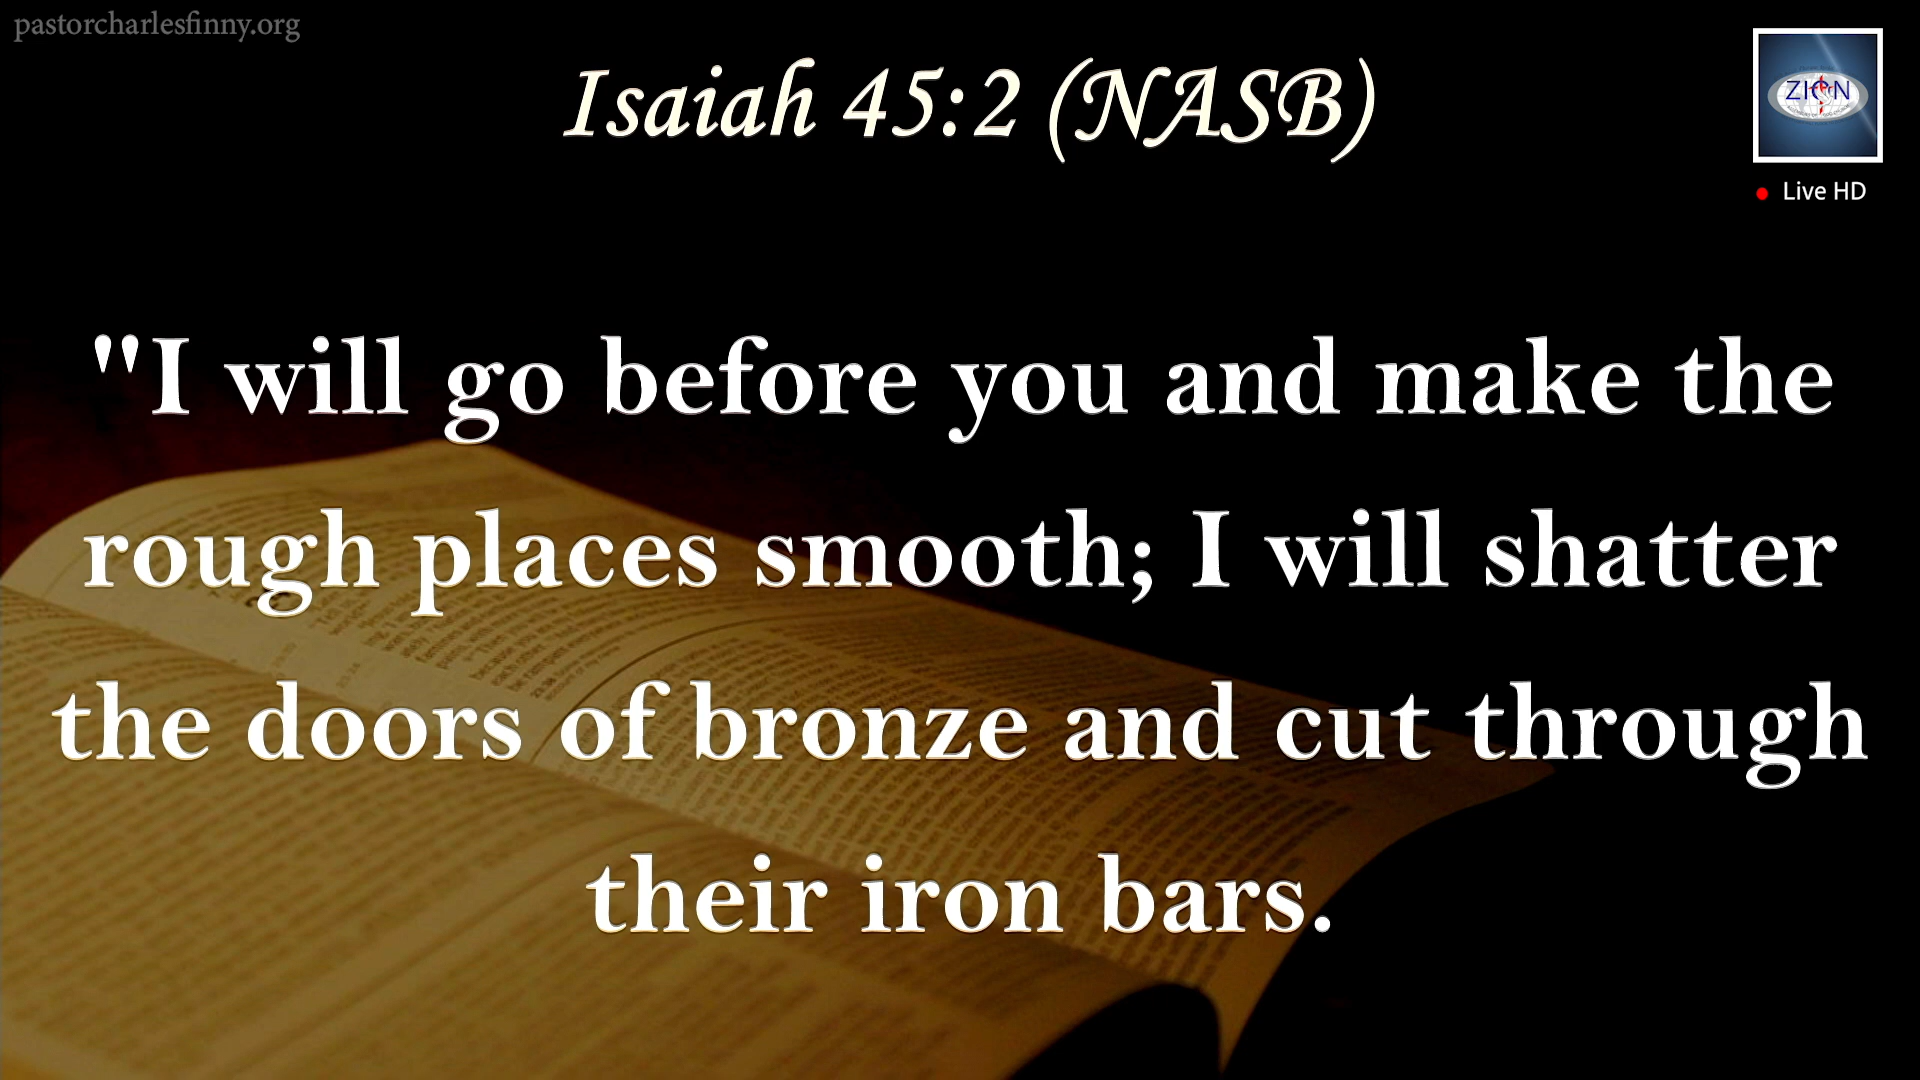 pastorcharlesfinny.org
Isaiah 45:2 (NASB)
ZION
Live HD
"I will go before you and make the
rough places smooth; I will shatter
the doors of bronze and cut through
their iron bars.